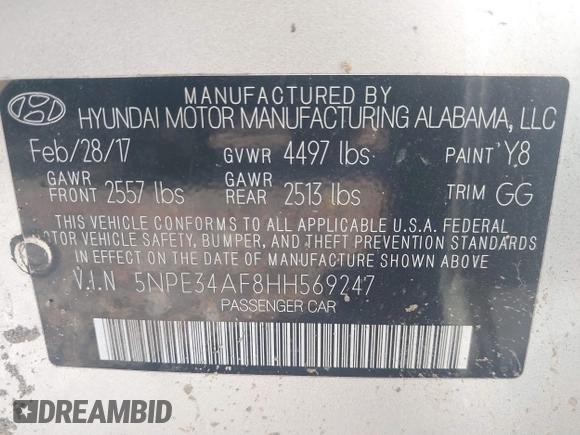 MANUFACTURED BY
HYUNDAI MOTOR MANUFACTURING ALABAMA, LLC
Feb/28/17 GVWR 4497 lbs PAINT Y8
GAWR FRONT 2557 lbs GAWR REAR 2513 lbs TRIM GG
THIS VEHICLE CONFORMS TO ALL APPLICABLE U.S.A. FEDERAL
MOTOR VEHICLE SAFETY, BUMPER, AND THEFT PREVENTION STANDARDS
IN EFFECT ON THE DATE OF MANUFACTURE SHOWN ABOVE.
V.I.N 5NPE34AF8HH569247
PASSENGER CAR
DREAMBID